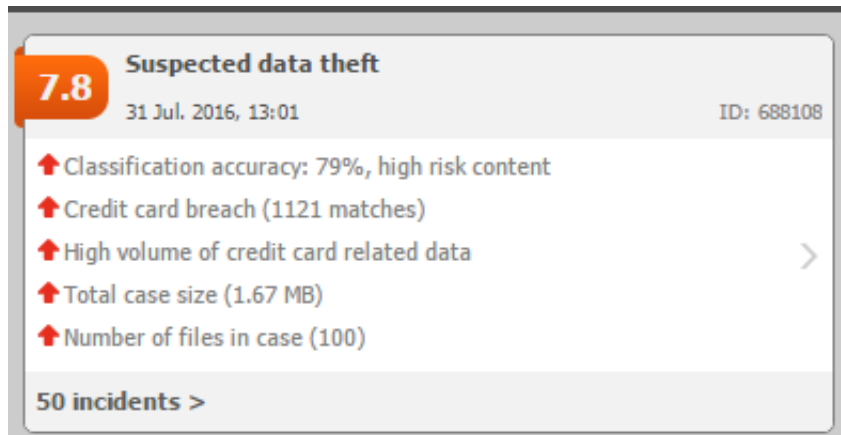 7.8
Suspected data theft
31 Jul. 2016, 13:01
ID: 688108
Classification accuracy: 79%, high risk content
Credit card breach (1121 matches)
High volume of credit card related data
Total case size (1.67 MB)
Number of files in case (100)
50 incidents >